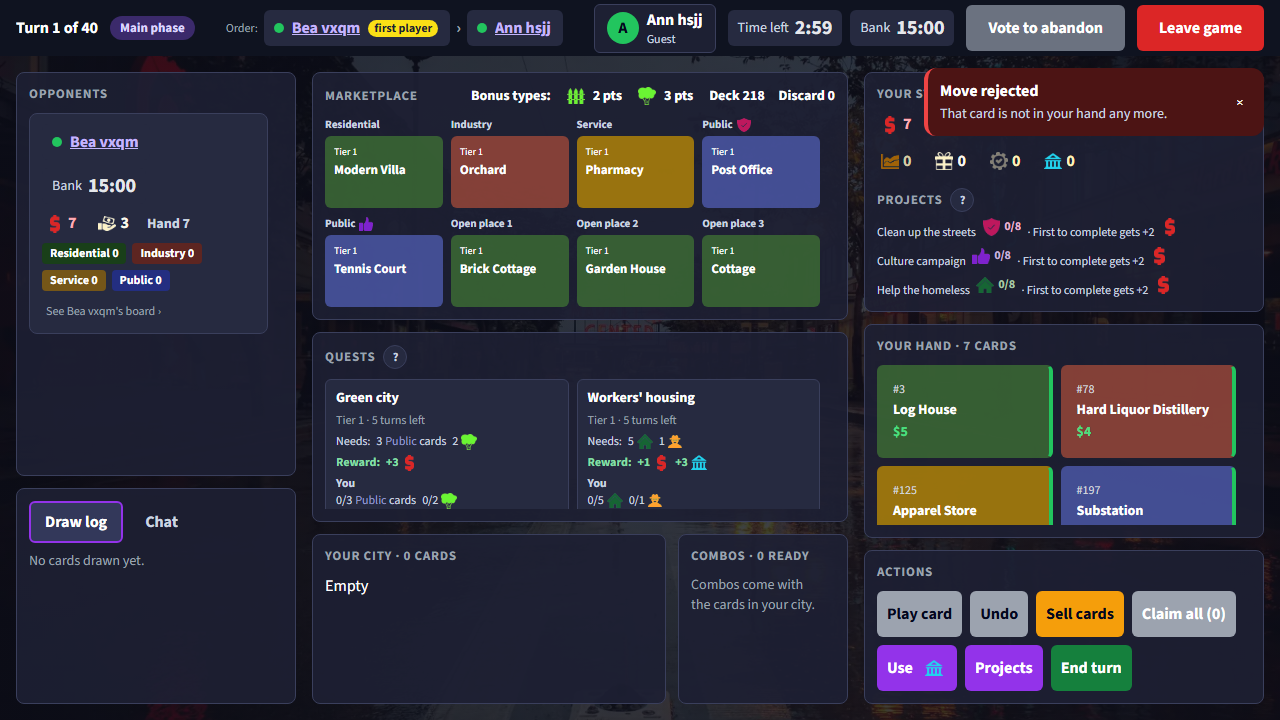 Turn 1 of 40 Main phase Order: Bea vxqm first player › Ann hsjj A Ann hsjj Guest Time left 2:59 Bank 15:00 Vote to abandon Leave game
OPPONENTS
Bea vxqm
Bank 15:00
7 3 Hand 7
Residential 0 Industry 0
Service 0 Public 0
See Bea vxqm's board ›
Draw log Chat
No cards drawn yet.
MARKETPLACE Bonus types: 2 pts 3 pts Deck 218 Discard 0
Residential Industry Service Public
Tier 1 Tier 1 Tier 1 Tier 1
Modern Villa Orchard Pharmacy Post Office
Public Open place 1 Open place 2 Open place 3
Tier 1 Tier 1 Tier 1 Tier 1
Tennis Court Brick Cottage Garden House Cottage
QUESTS ?
Green city
Tier 1 · 5 turns left
Needs: 3 Public cards 2
Reward: +3
You
0/3 Public cards 0/2
Workers' housing
Tier 1 · 5 turns left
Needs: 5 1
Reward: +1 +3
You
0/5 0/1
YOUR CITY · 0 CARDS
Empty
COMBOS · 0 READY
Combos come with
the cards in your city.
YOUR S
Move rejected
That card is not in your hand any more.
×
7
0 0 0 0
PROJECTS ?
Clean up the streets 0/8 · First to complete gets +2
Culture campaign 0/8 · First to complete gets +2
Help the homeless 0/8 · First to complete gets +2
YOUR HAND · 7 CARDS
#3
Log House
$5
#78
Hard Liquor Distillery
$4
#125
Apparel Store
#197
Substation
ACTIONS
Play card Undo Sell cards Claim all (0)
Use Projects End turn